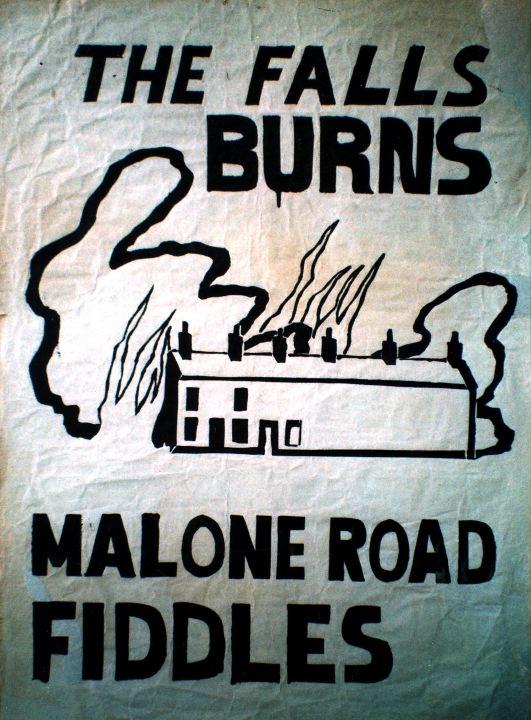 THE FALLS
BURNS
MALONE ROAD
FIDDLES